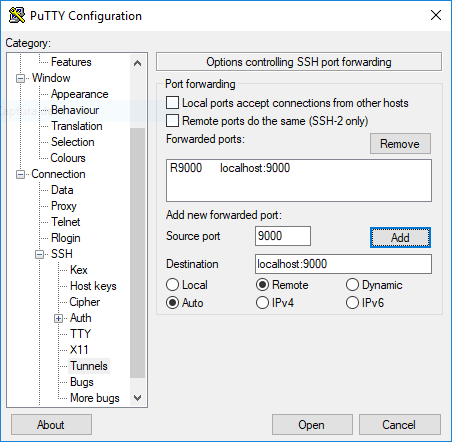 PuTTY Configuration
Category:
Features
Window
Appearance
Behaviour
Translation
Selection
Colours
Connection
Data
Proxy
Telnet
Rlogin
SSH
Kex
Host keys
Cipher
Auth
TTY
X11
Tunnels
Bugs
More bugs
Options controlling SSH port forwarding
Port forwarding
Local ports accept connections from other hosts
Remote ports do the same (SSH-2 only)
Forwarded ports:
Remove
R9000 localhost:9000
Add new forwarded port:
Source port 9000 Add
Destination localhost:9000
Local Remote Dynamic
Auto IPv4 IPv6
About Open Cancel